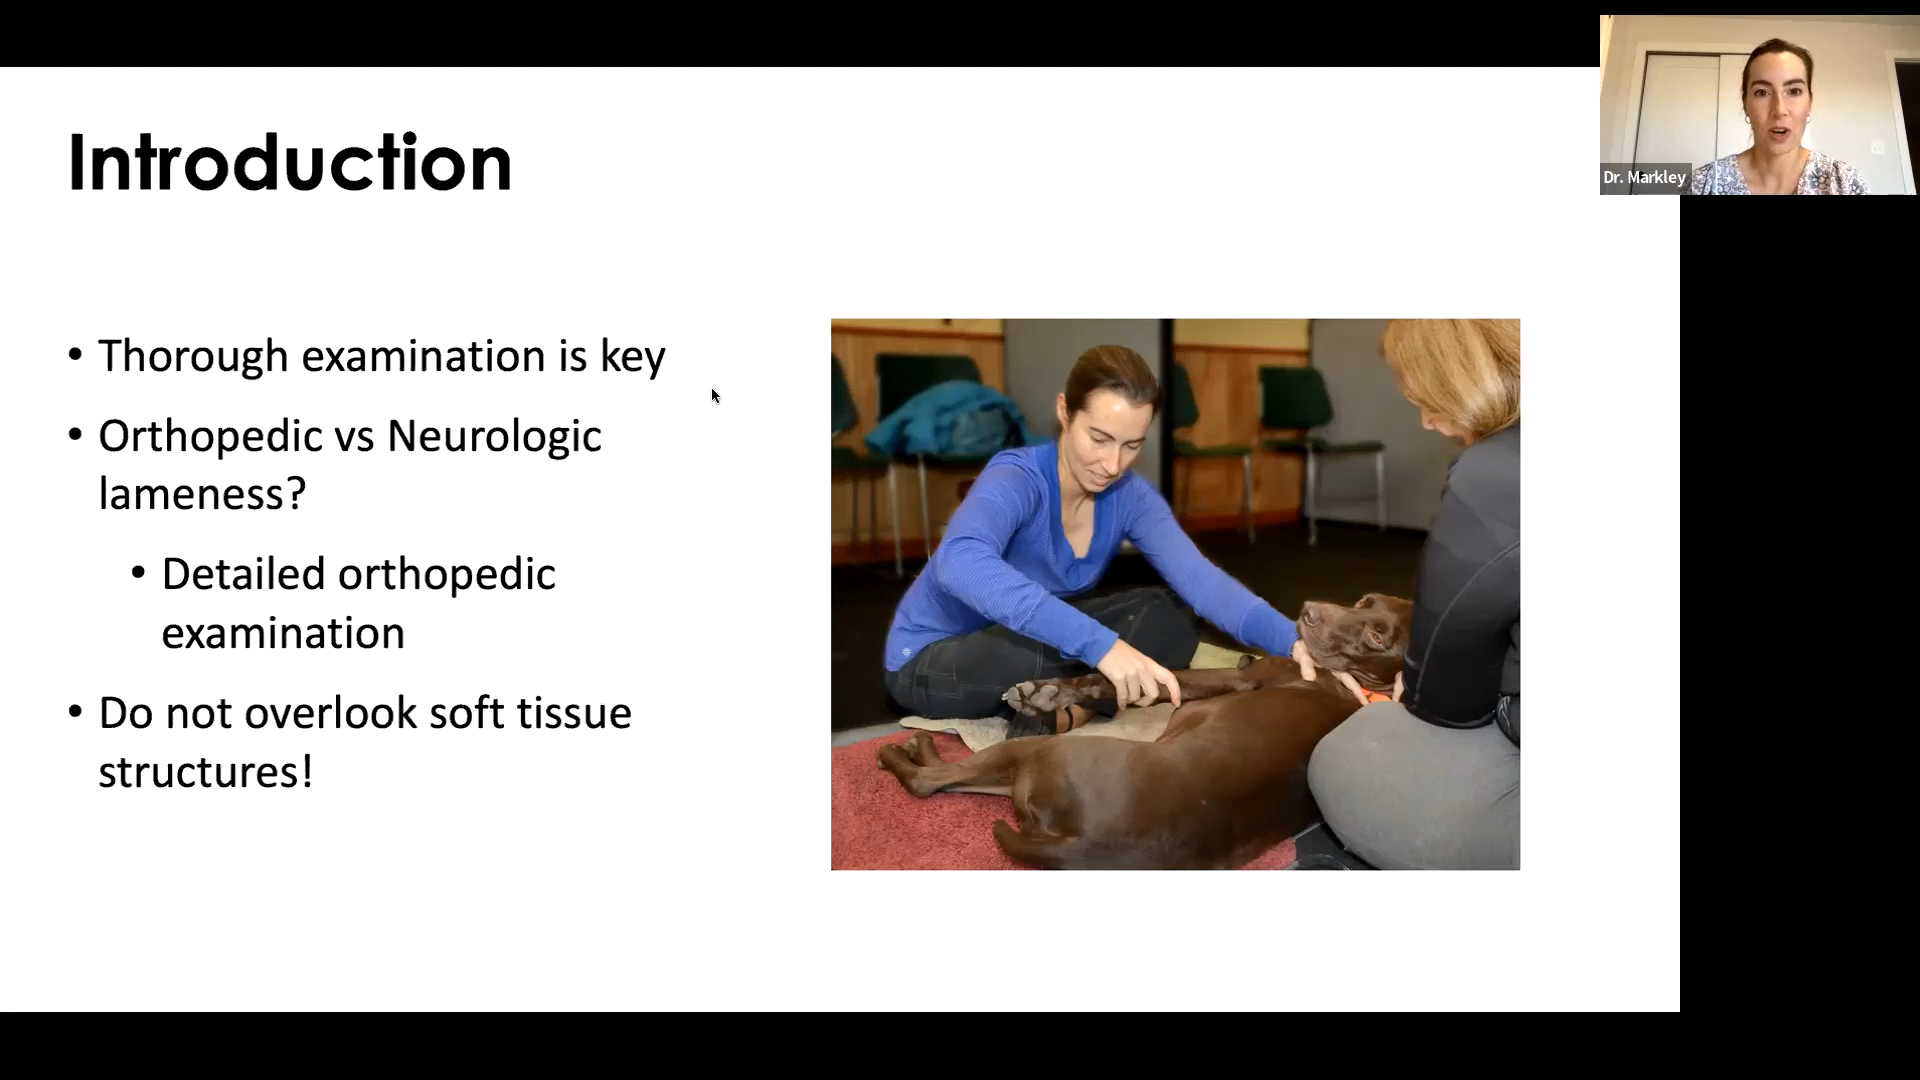 Introduction
• Thorough examination is key
• Orthopedic vs Neurologic
lameness?
• Detailed orthopedic
examination
• Do not overlook soft tissue
structures!
Dr. Markley